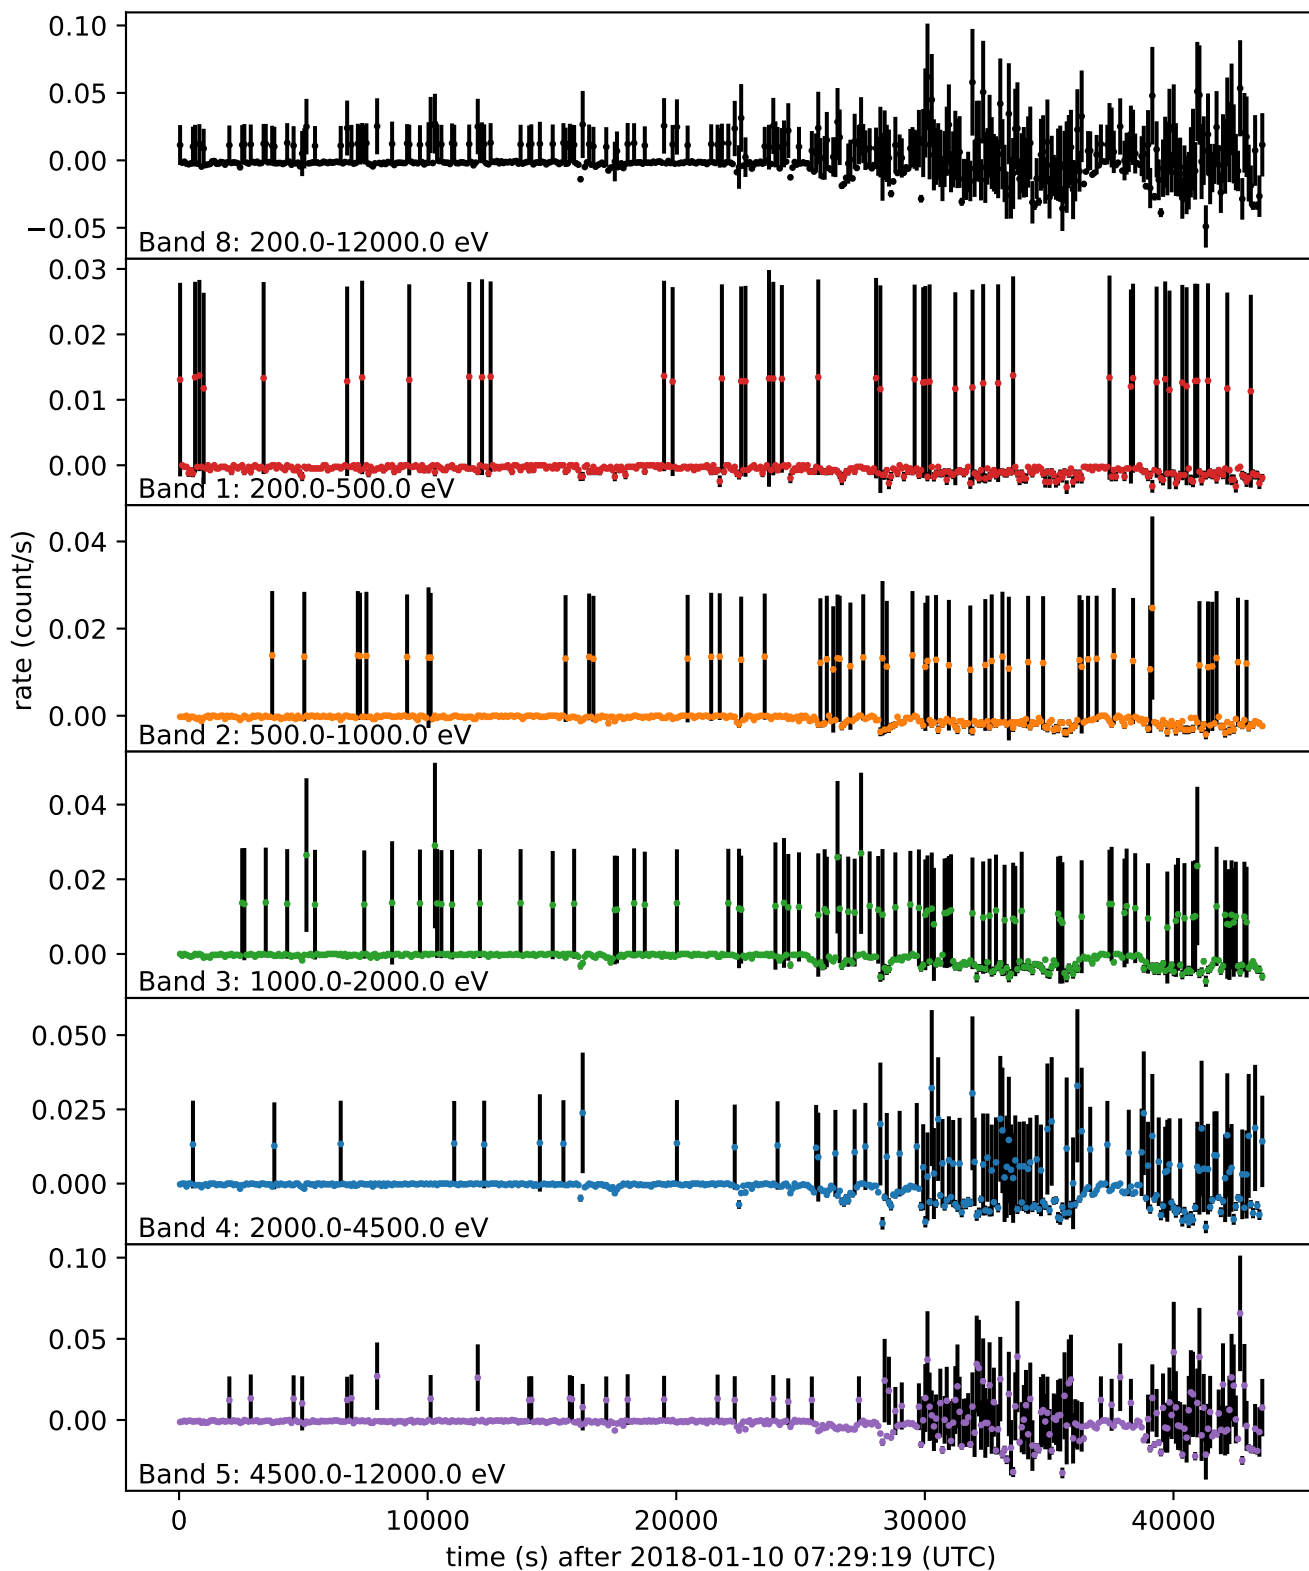 0.10
0.05
0.00
−0.05
Band 8: 200.0-12000.0 eV
0.03
0.02
0.01
0.00
Band 1: 200.0-500.0 eV
rate (count/s)
0.04
0.02
0.00
Band 2: 500.0-1000.0 eV
0.04
0.02
0.00
Band 3: 1000.0-2000.0 eV
0.050
0.025
0.000
Band 4: 2000.0-4500.0 eV
0.10
0.05
0.00
Band 5: 4500.0-12000.0 eV
0 10000 20000 30000 40000
time (s) after 2018-01-10 07:29:19 (UTC)